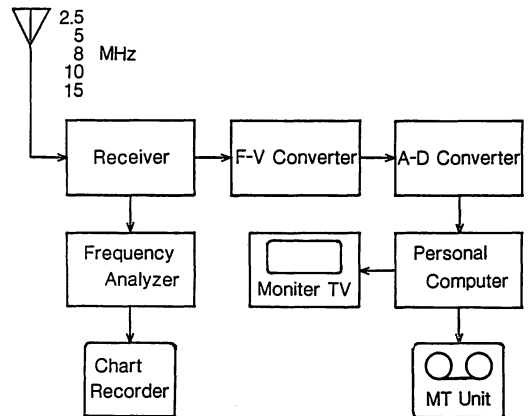 2.5
5
8 MHz
10
15
Receiver
F-V Converter
A-D Converter
Frequency
Analyzer
Moniter TV
Personal
Computer
Chart
Recorder
MT Unit